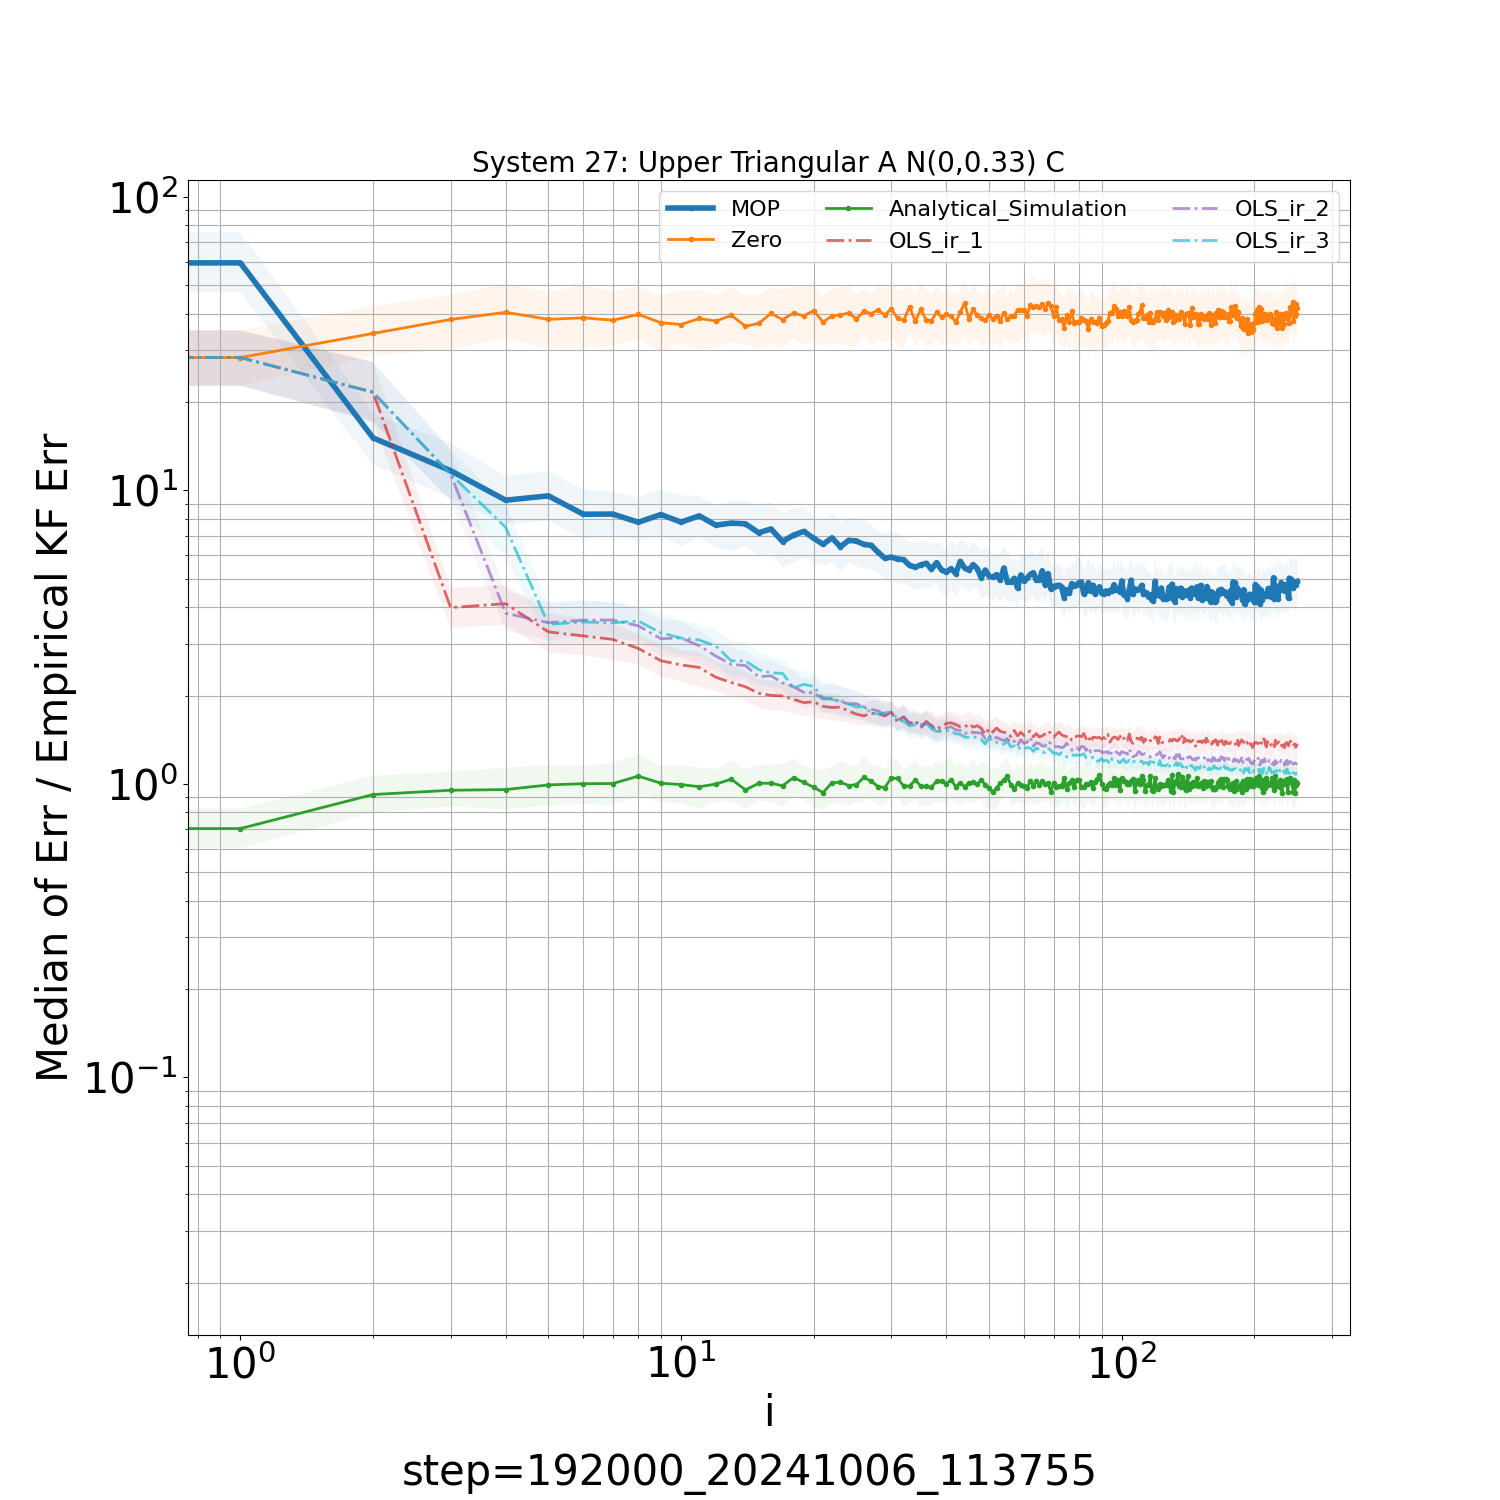 System 27: Upper Triangular A N(0,0.33) C
MOP
Zero
Analytical_Simulation
OLS_ir_1
OLS_ir_2
OLS_ir_3
Median of Err / Empirical KF Err
10²
10¹
10⁰
10⁻¹
10⁰
10¹
10²
i
step=192000_20241006_113755